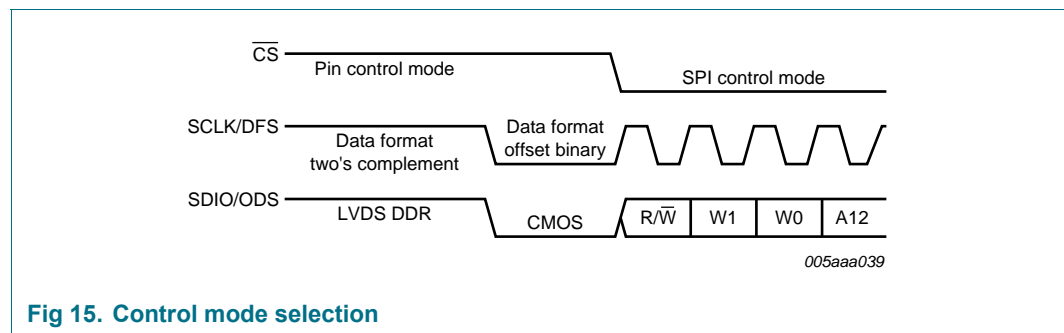 CS
Pin control mode
SPI control mode
SCLK/DFS
Data format
two's complement
Data format
offset binary
SDIO/ODS
LVDS DDR
CMOS
R/W̅
W1
W0
A12
005aaa039
Fig 15. Control mode selection